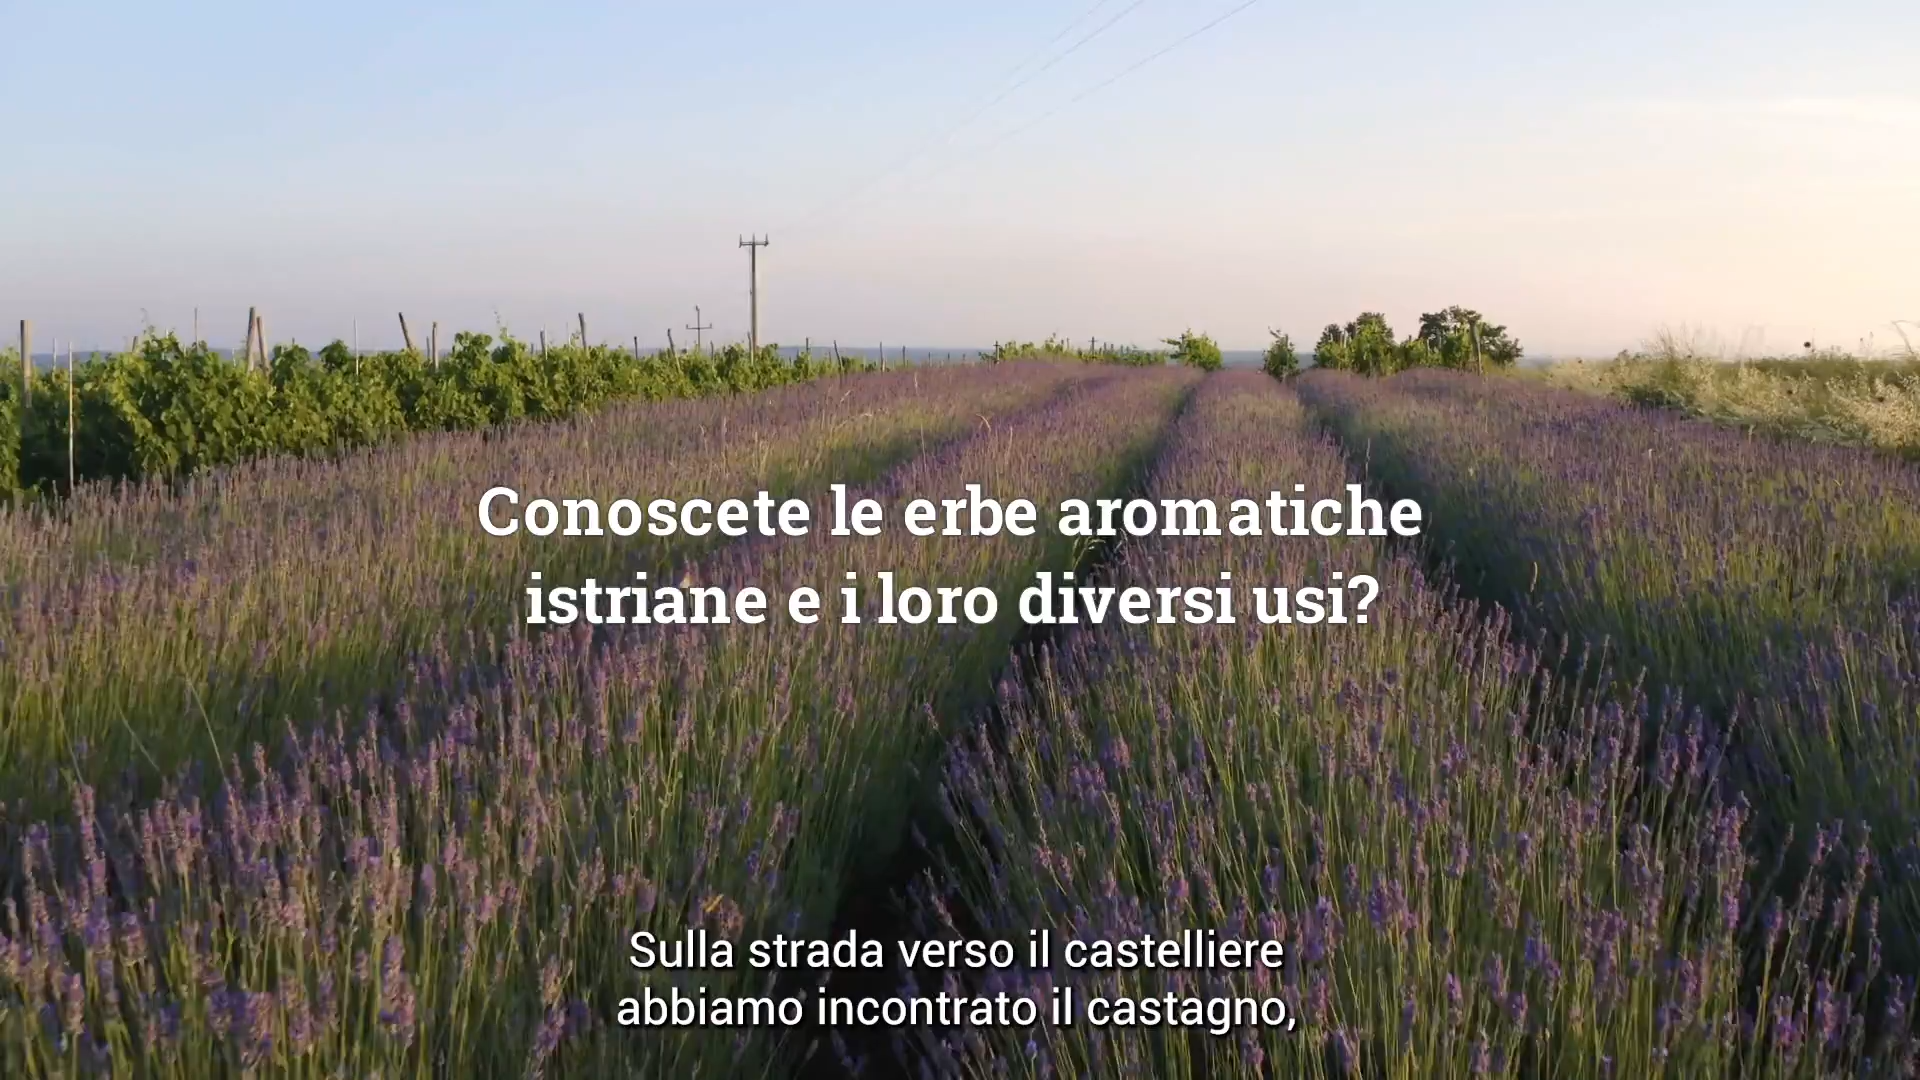 Conoscete le erbe aromatiche
istriane e i loro diversi usi?
Sulla strada verso il castelliere
abbiamo incontrato il castagno,